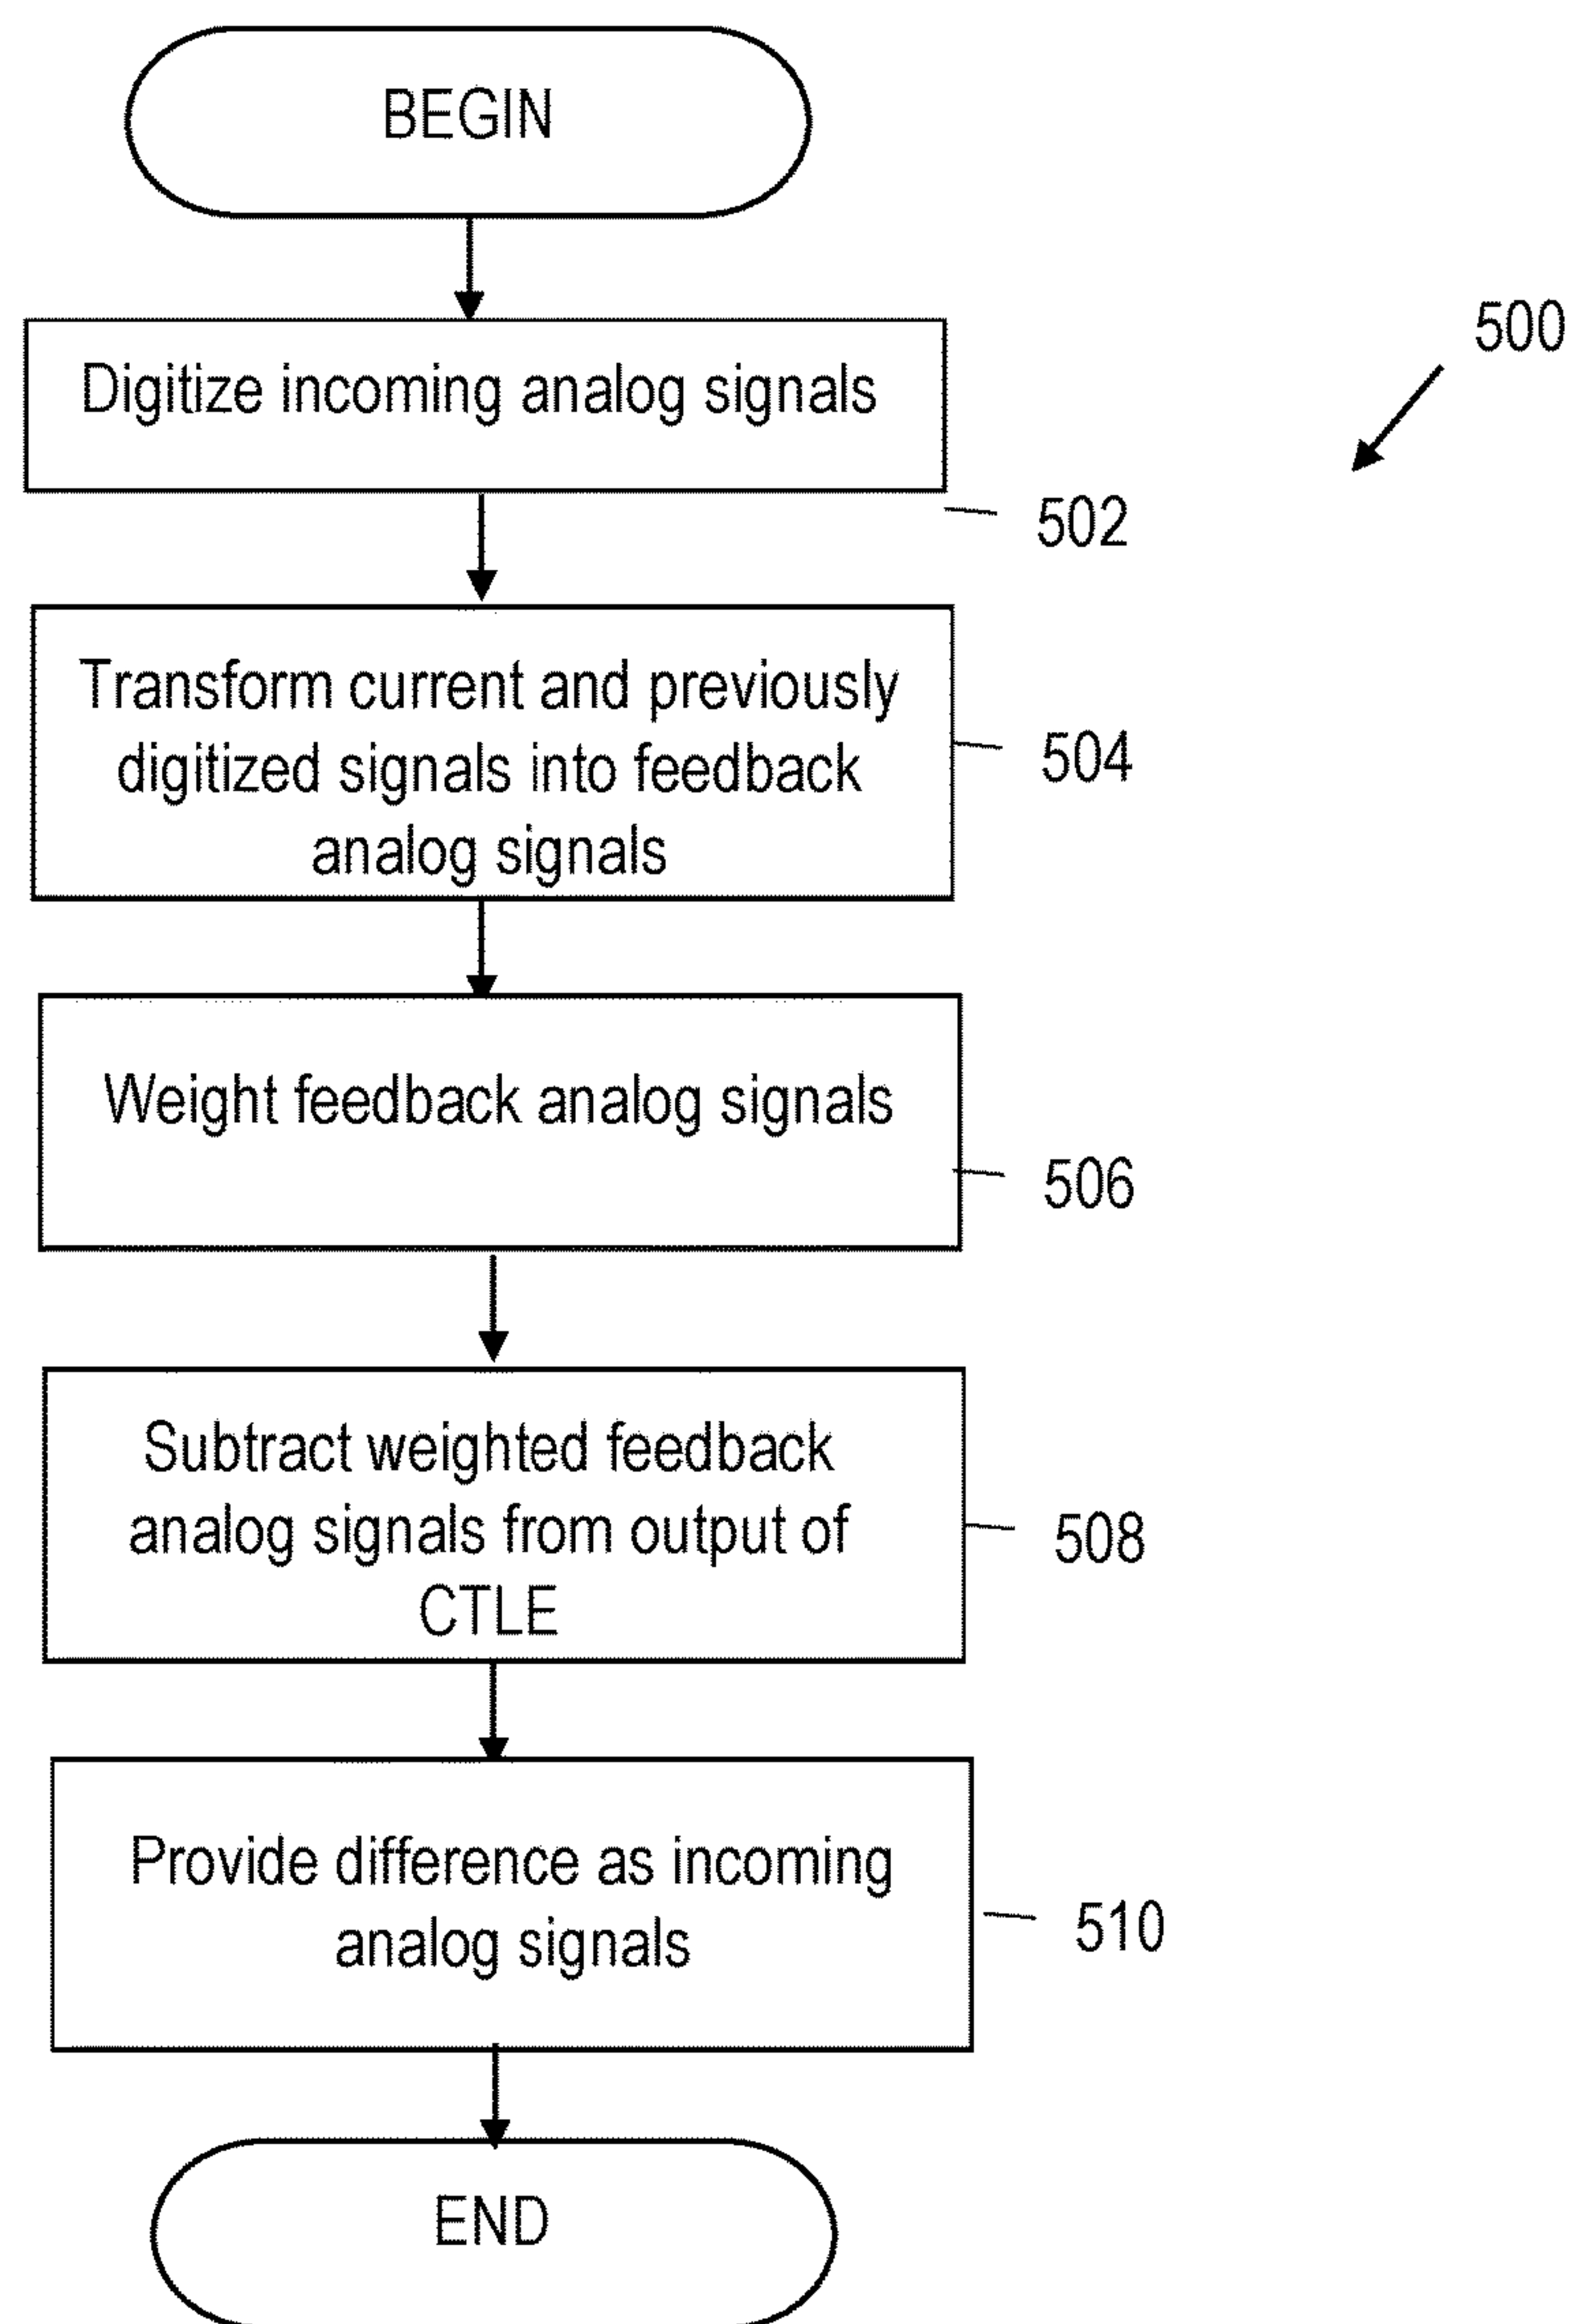 BEGIN
500
Digitize incoming analog signals
502
Transform current and previously
digitized signals into feedback
analog signals
504
Weight feedback analog signals
506
Subtract weighted feedback
analog signals from output of
CTLE
508
Provide difference as incoming
analog signals
510
END